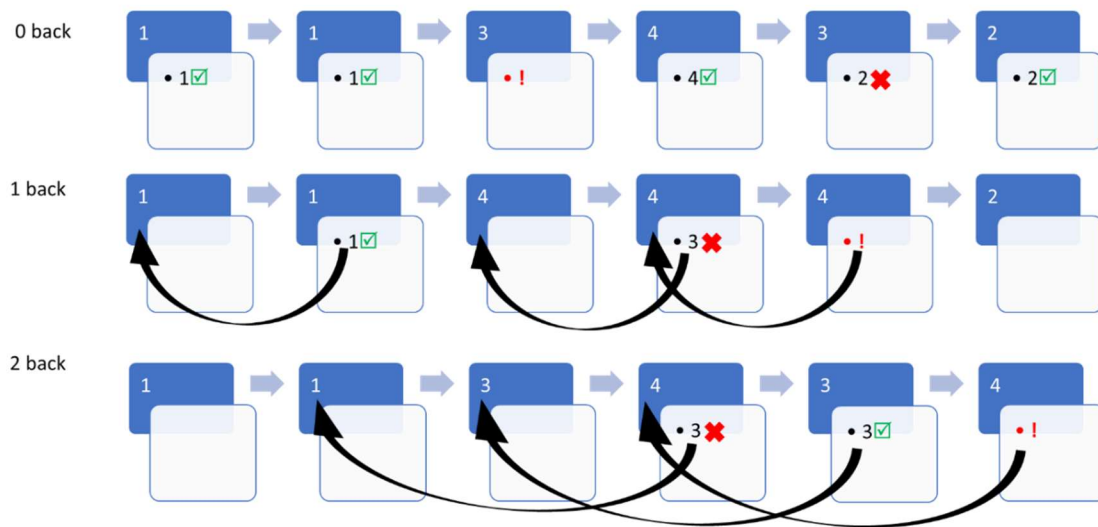 0 back
1 1 3 4 3 2
• 1☑ • 1☑ • ! • 4☑ • 2✖ • 2☑
1 back
1 1 4 4 4 2
• 1☑ • 3✖ • !
2 back
1 1 3 4 3 4
• 3✖ • 3☑ • !